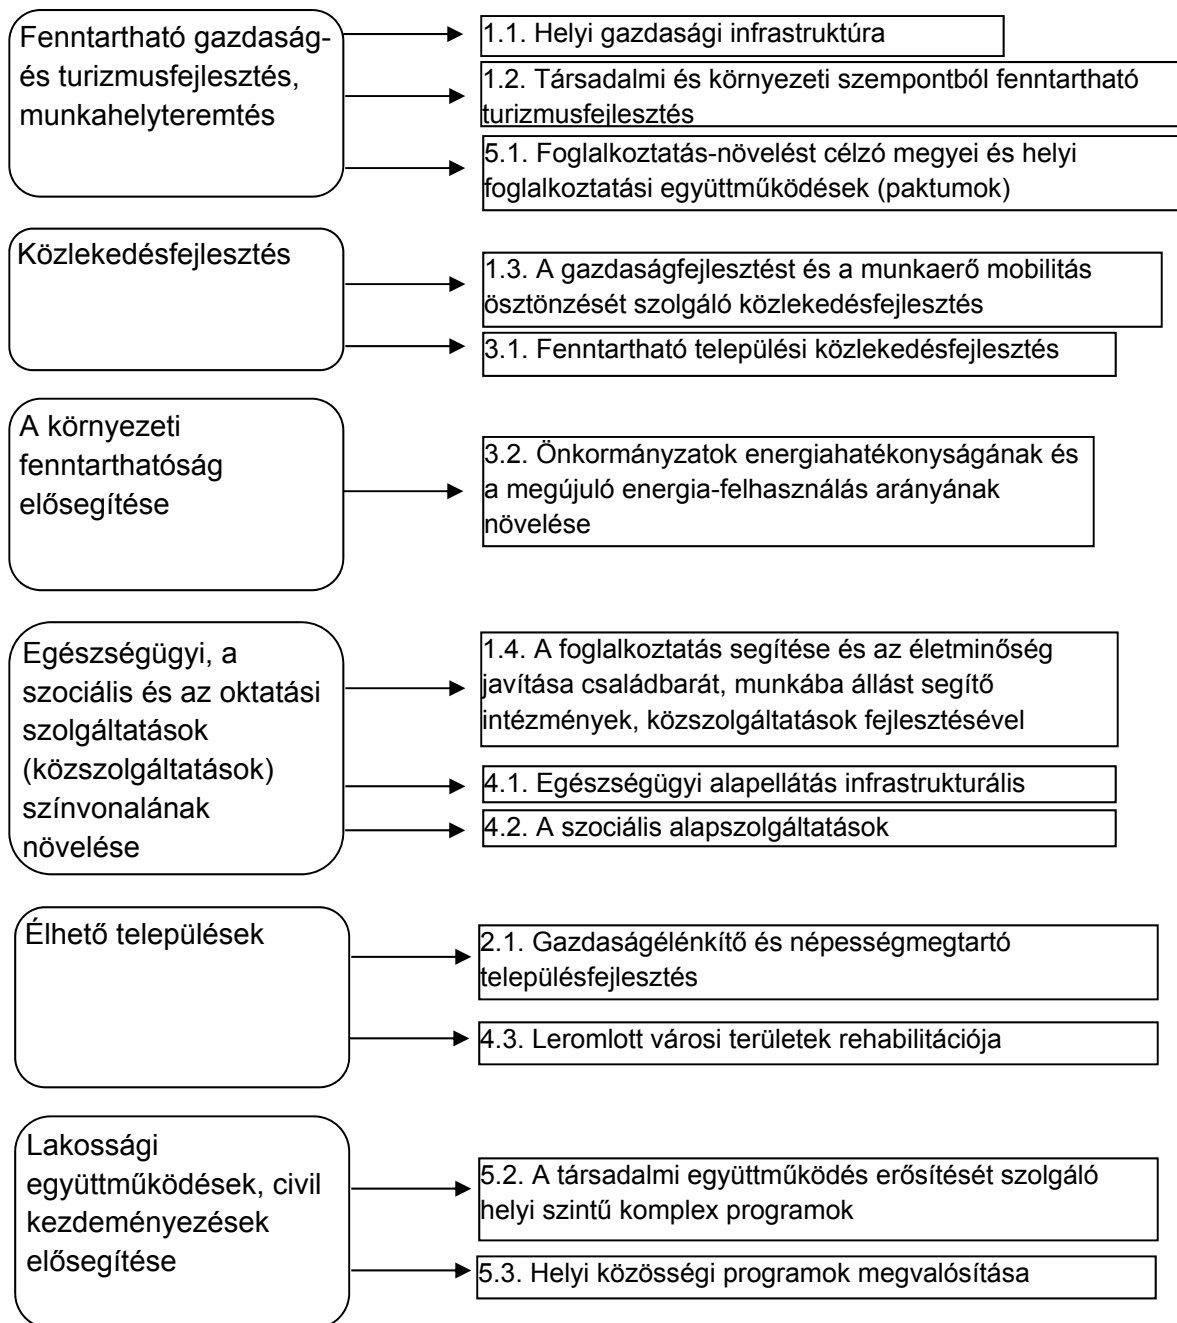 Fenntartható gazdaság-
és turizmusfejlesztés,
munkahelyteremtés
1.1. Helyi gazdasági infrastruktúra
1.2. Társadalmi és környezeti szempontból fenntartható
turizmusfejlesztés
5.1. Foglalkoztatás-növelést célzó megyei és helyi
foglalkoztatási együttműködések (paktumok)
Közlekedésfejlesztés
1.3. A gazdaságfejlesztést és a munkaerő mobilitás
ösztönzését szolgáló közlekedésfejlesztés
3.1. Fenntartható települési közlekedésfejlesztés
A környezeti
fenntarthatóság
elősegítése
3.2. Önkormányzatok energiahatékonyságának és
a megújuló energia-felhasználás arányának
növelése
Egészségügyi, a
szociális és az oktatási
szolgáltatások
(közszolgáltatások)
színvonalának
növelése
1.4. A foglalkoztatás segítése és az életminőség
javítása családbarát, munkába állást segítő
intézmények, közszolgáltatások fejlesztésével
4.1. Egészségügyi alapellátás infrastrukturális
4.2. A szociális alapszolgáltatások
Élhető települések
2.1. Gazdaságélénkítő és népességmegtartó
településfejlesztés
4.3. Leromlott városi területek rehabilitációja
Lakossági
együttműködések, civil
kezdeményezések
elősegítése
5.2. A társadalmi együttműködés erősítését szolgáló
helyi szintű komplex programok
5.3. Helyi közösségi programok megvalósítása